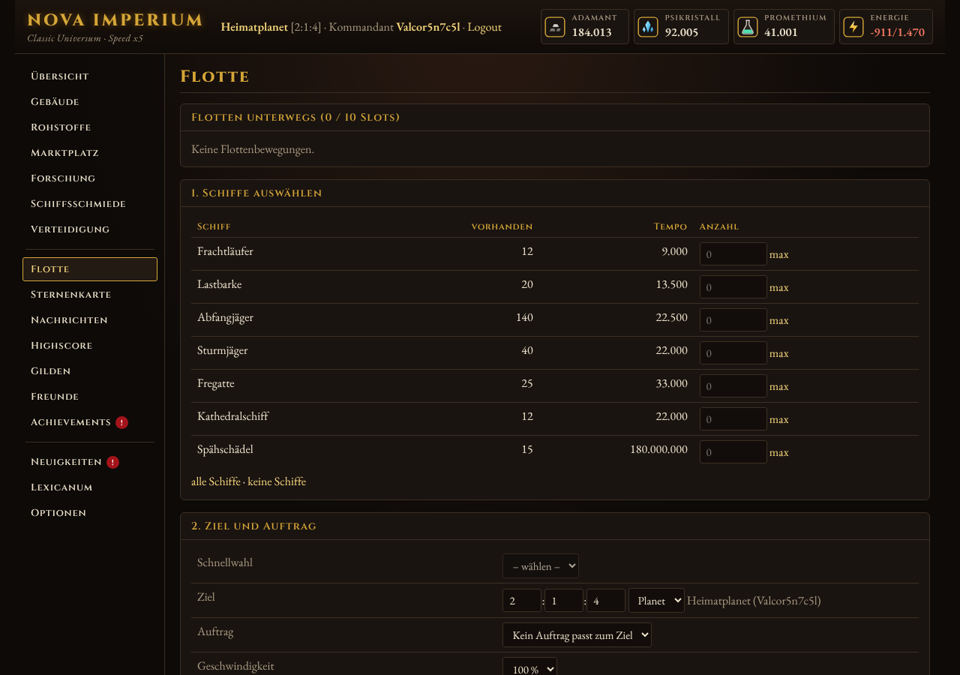 NOVA IMPERIUM
Classic Universum · Speed x5
Heimatplanet [2:1:4] · Kommandant Valcor5n7c5l · Logout
ADAMANT
184.013
PSIKRISTALL
92.005
PROMETHIUM
41.001
ENERGIE
-911/1.470
ÜBERSICHT
GEBÄUDE
ROHSTOFFE
MARKTPLATZ
FORSCHUNG
SCHIFFSSCHMIEDE
VERTEIDIGUNG
FLOTTE
STERNENKARTE
NACHRICHTEN
HIGHSCORE
GILDEN
FREUNDE
ACHIEVEMENTS !
NEUIGKEITEN !
LEXICANUM
OPTIONEN
FLOTTE
FLOTTEN UNTERWEGS (0 / 10 SLOTS)
Keine Flottenbewegungen.
1. SCHIFFE AUSWÄHLEN
SCHIFF VORHANDEN TEMPO ANZAHL
Frachtläufer 12 9.000 0 max
Lastbarke 20 13.500 0 max
Abfangjäger 140 22.500 0 max
Sturmjäger 40 22.000 0 max
Fregatte 25 33.000 0 max
Kathedralschiff 12 22.000 0 max
Spähschädel 15 180.000.000 0 max
alle Schiffe · keine Schiffe
2. ZIEL UND AUFTRAG
Schnellwahl – wählen –
Ziel 2 : 1 : 4 Planet Heimatplanet (Valcor5n7c5l)
Auftrag Kein Auftrag passt zum Ziel
Geschwindigkeit 100 %